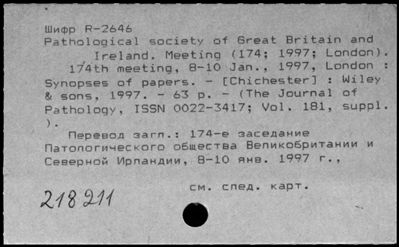 Шифр R-2646
Pathological society of Great Britain and
Ireland. Meeting (174; 1997; London).
174th meeting, 8-10 Jan., 1997, London :
Synopses of papers. - [Chichester] : Wiley
& sons, 1997. - 63 p. - (The Journal of
Pathology, ISSN 0022-3417; Vol. 181, suppl.
).
Перевод загл.: 174-е заседание
Патологического общества Великобритании и
Северной Ирландии, 8-10 янв. 1997 г.,
см. след. карт.
218211